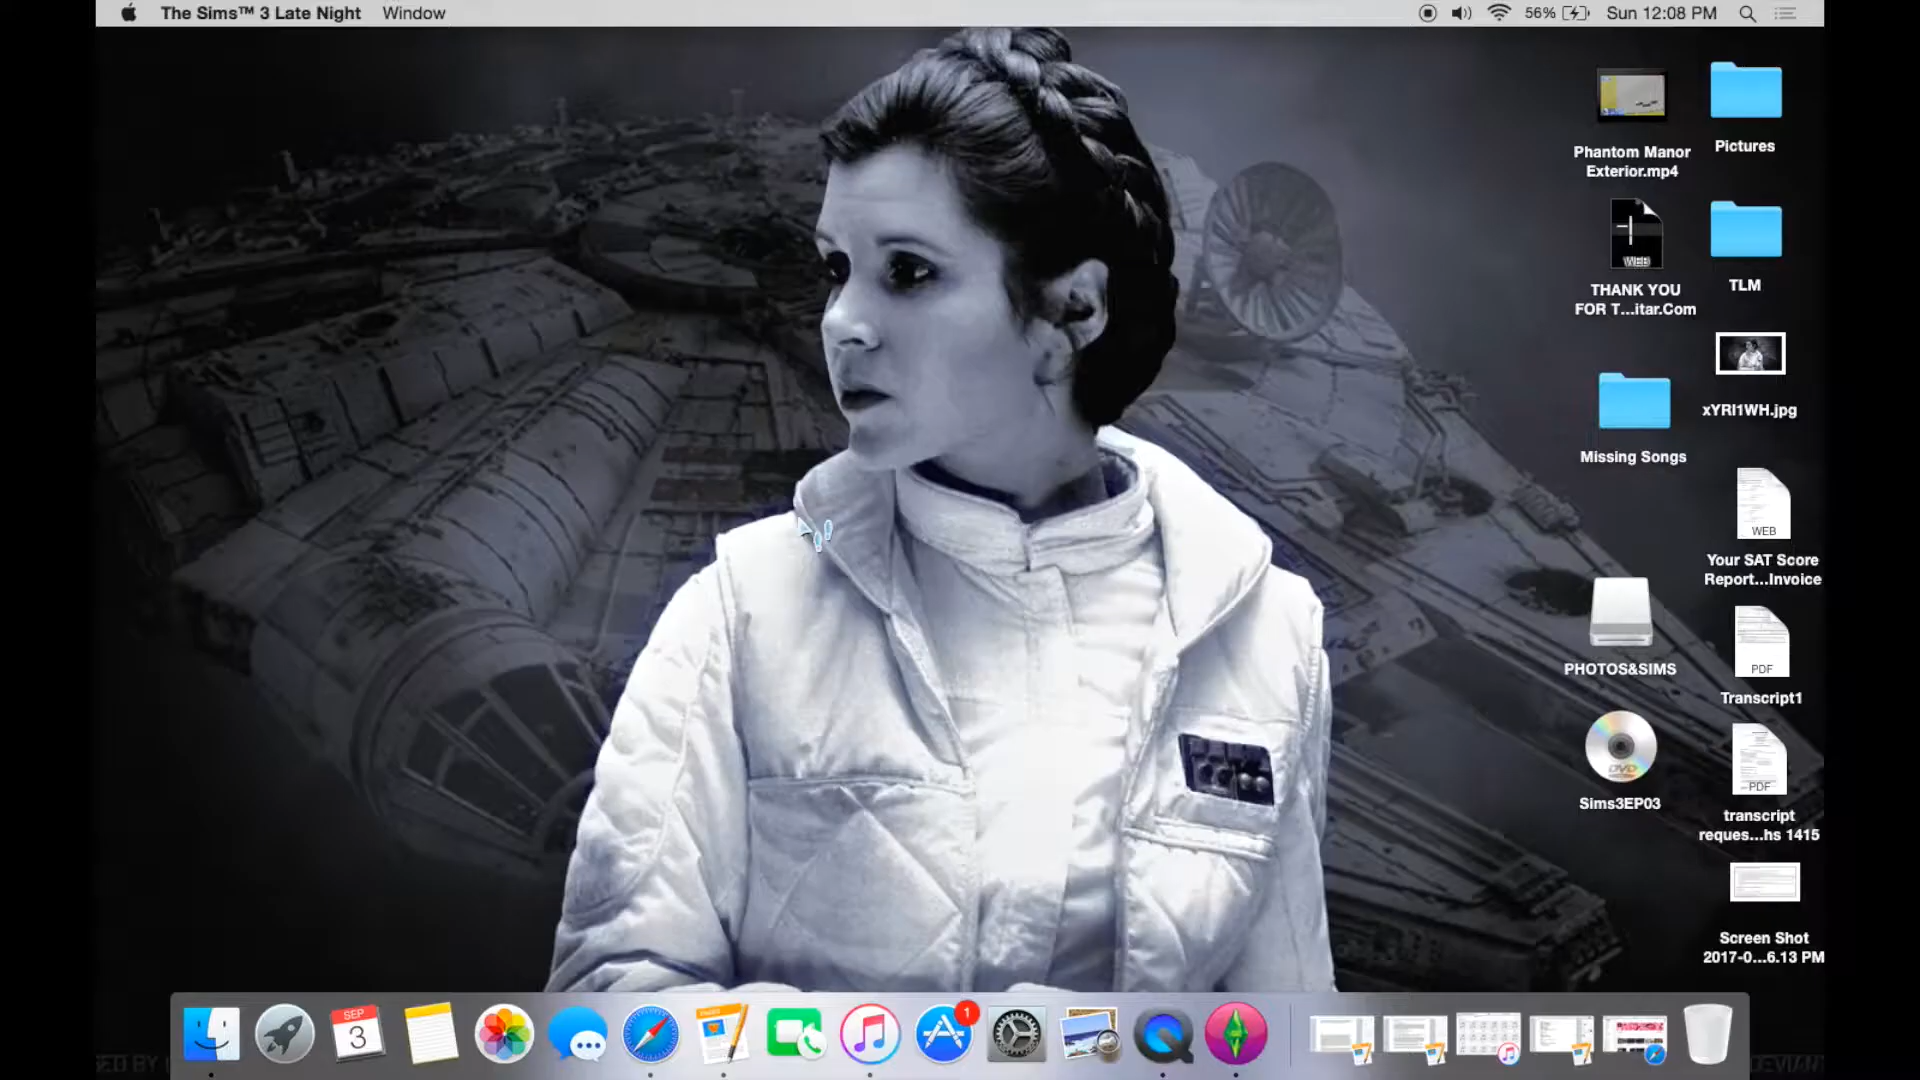 The Sims™ 3 Late Night Window 56% Sun 12:08 PM
Phantom Manor
Exterior.mp4
Pictures
WEB
THANK YOU
FOR T...itar.Com
TLM
xYRI1WH.jpg
Missing Songs
WEB
Your SAT Score
Report...Invoice
PHOTOS&SIMS
PDF
Transcript1
DVD
Sims3EP03
PDF
transcript
reques...hs 1415
Screen Shot
2017-0...6.13 PM
SEP
3
1